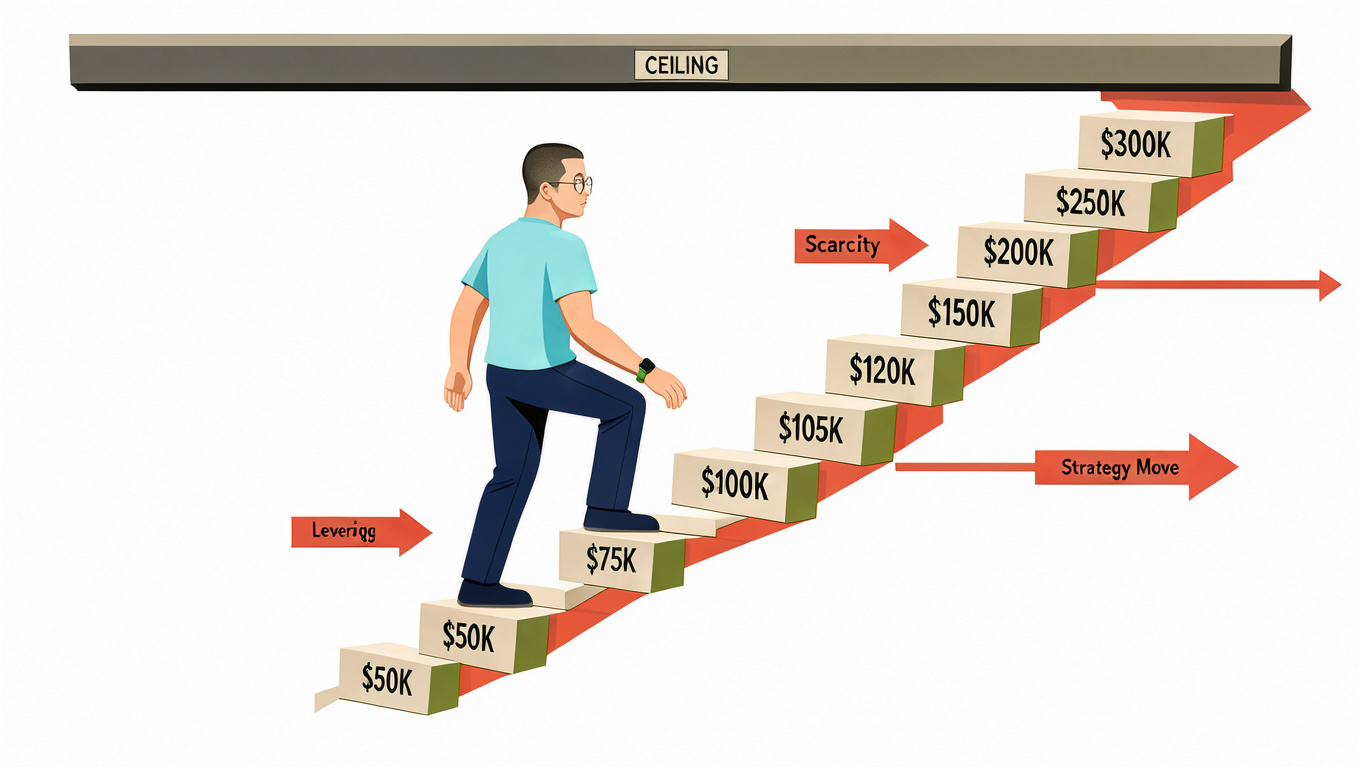 CEILING
$300K
$250K
Scarcity
$200K
$150K
$120K
$105K
Strategy Move
$100K
Leverigg
$75K
$50K
$50K